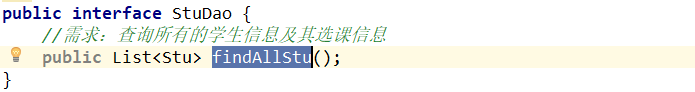 public interface StuDao {
//需求：查询所有的学生信息及其选课信息
public List<Stu> findAllStu();
}